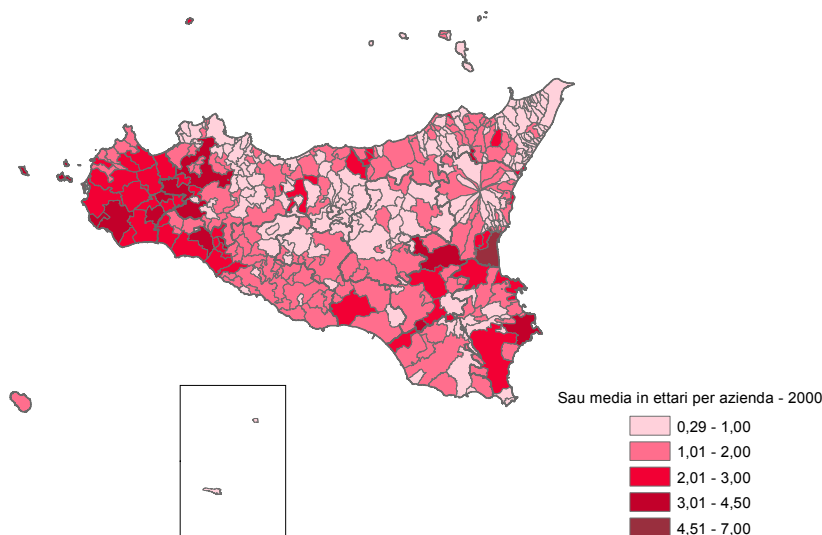 Sau media in ettari per azienda - 2000
0,29 - 1,00
1,01 - 2,00
2,01 - 3,00
3,01 - 4,50
4,51 - 7,00